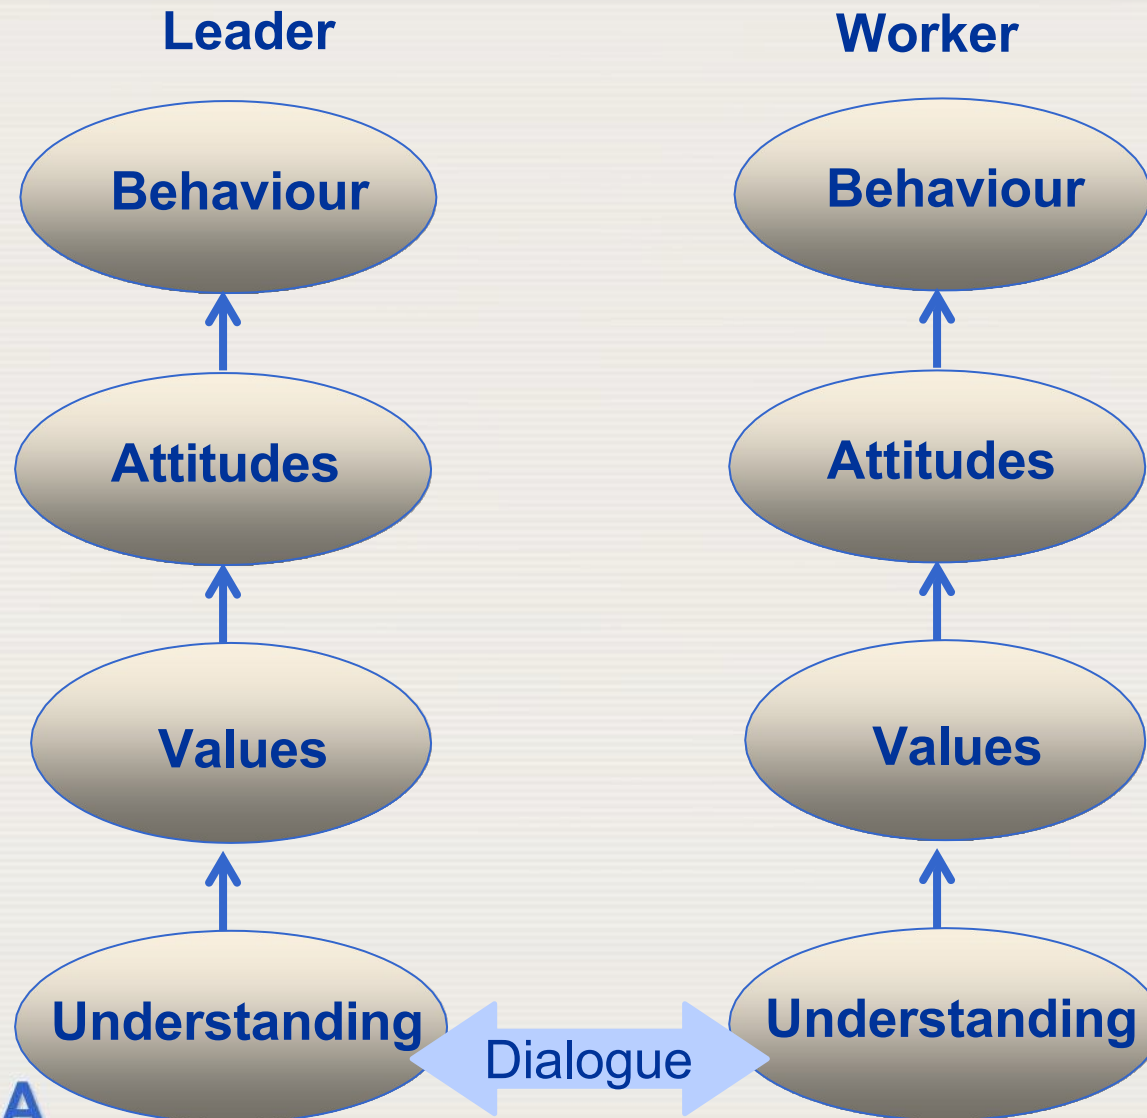 Leader
Worker
Behaviour
Behaviour
Attitudes
Attitudes
Values
Values
Understanding
Understanding
Dialogue
A